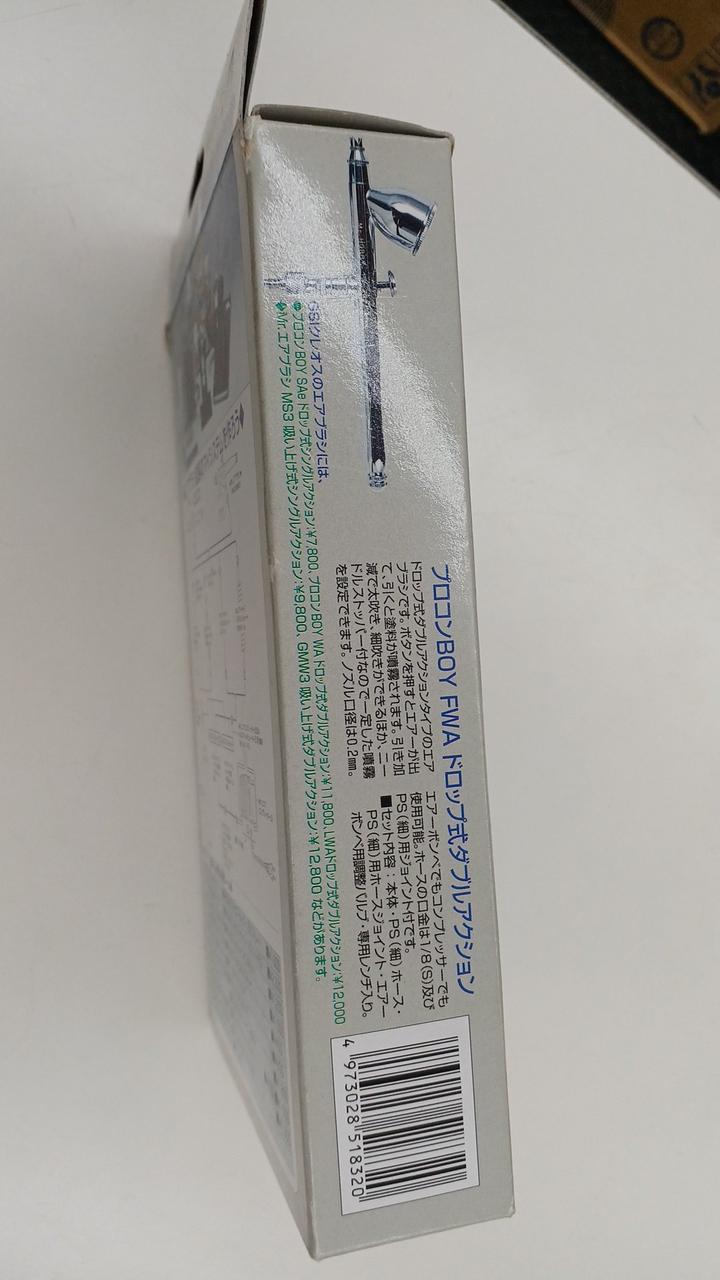 プロコンBOY FWA ドロップ式ダブルアクション
ドロップ式ダブルアクションタイプのエア
ブラシです。ボタンを押すとエアーが出
て、引くと塗料が噴霧されます。引き加
減で太吹き、細吹きができるほか、ニー
ドルストッパー付なので一定した噴霧
を設定できます。ノズル口径は0.2mm。
エアーボンベでもコンプレッサーでも
使用可能。ホースの口金は1/8(S)及び
PS(細)用ジョイント付です。
■セット内容：本体・PS(細)ホース・
PS(細)用ホースジョイント・エアー
ボンベ用調整バルブ・専用レンチ入り。
GSIクレオスのエアブラシには、
●プロコンBOY SAe ドロップ式シングルアクション:¥7,800、プロコンBOY WA ドロップ式ダブルアクション:¥11,800、LWAドロップ式ダブルアクション:¥12,000
◆Mr.エアブラシ MS3 吸い上げ式シングルアクション:¥9,800、GMW3 吸い上げ式ダブルアクション:¥12,800 などがあります。
4 973028 518320